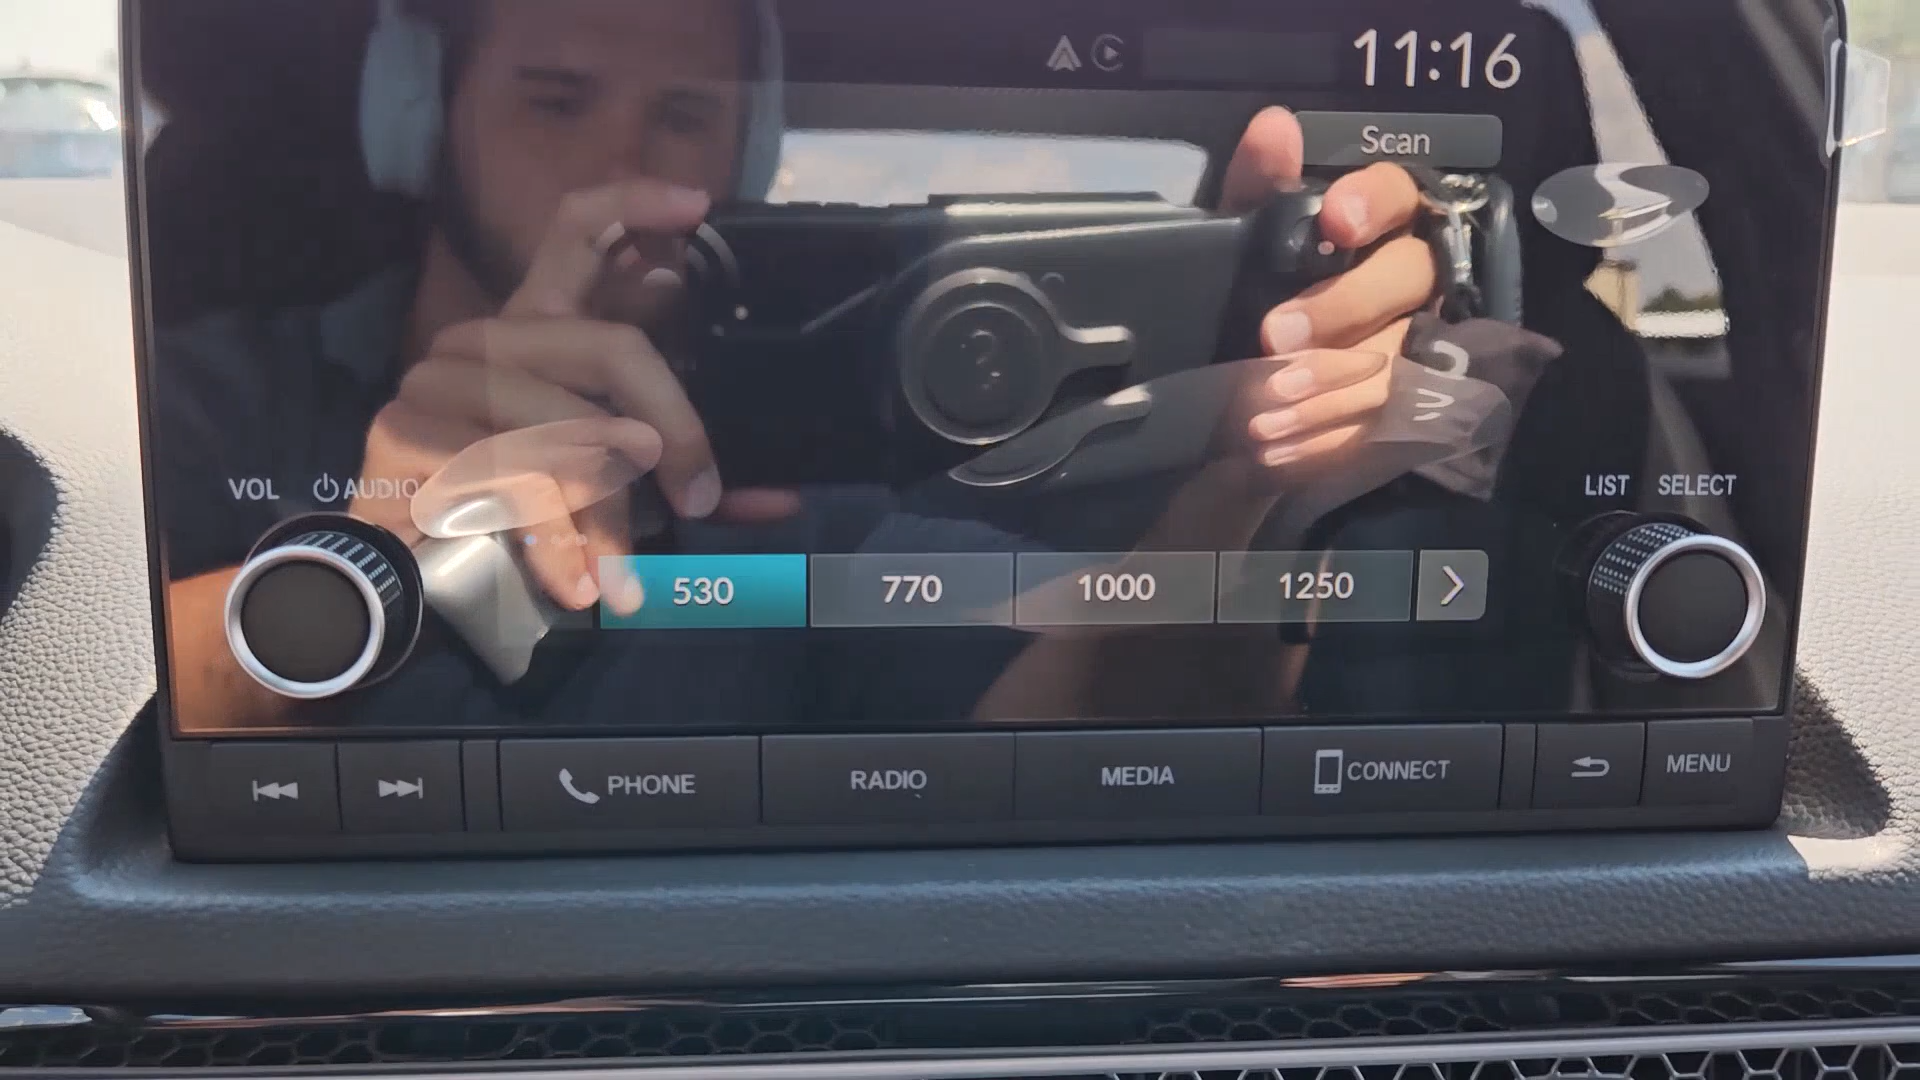 11:16
Scan
VOL AUDIO
LIST SELECT
530 770 1000 1250
PHONE RADIO MEDIA CONNECT MENU